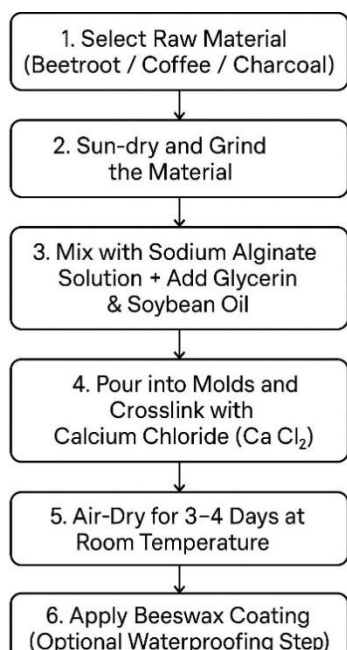 1. Select Raw Material
(Beetroot / Coffee / Charcoal)
2. Sun-dry and Grind
the Material
3. Mix with Sodium Alginate
Solution + Add Glycerin
& Soybean Oil
4. Pour into Molds and
Crosslink with
Calcium Chloride (Ca Cl₂)
5. Air-Dry for 3–4 Days at
Room Temperature
6. Apply Beeswax Coating
(Optional Waterproofing Step)